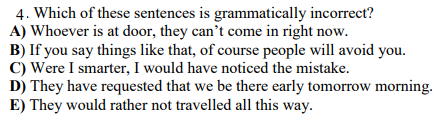 4. Which of these sentences is grammatically incorrect?
A) Whoever is at door, they can’t come in right now.
B) If you say things like that, of course people will avoid you.
C) Were I smarter, I would have noticed the mistake.
D) They have requested that we be there early tomorrow morning.
E) They would rather not travelled all this way.